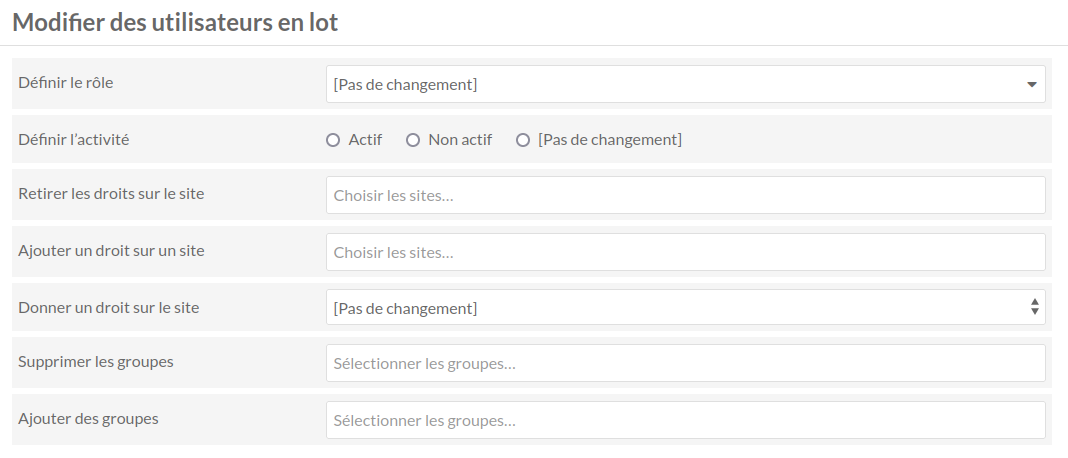 Modifier des utilisateurs en lot
Définir le rôle
[Pas de changement]
Définir l’activité
Actif Non actif [Pas de changement]
Retirer les droits sur le site
Choisir les sites…
Ajouter un droit sur un site
Choisir les sites…
Donner un droit sur le site
[Pas de changement]
Supprimer les groupes
Sélectionner les groupes…
Ajouter des groupes
Sélectionner les groupes…